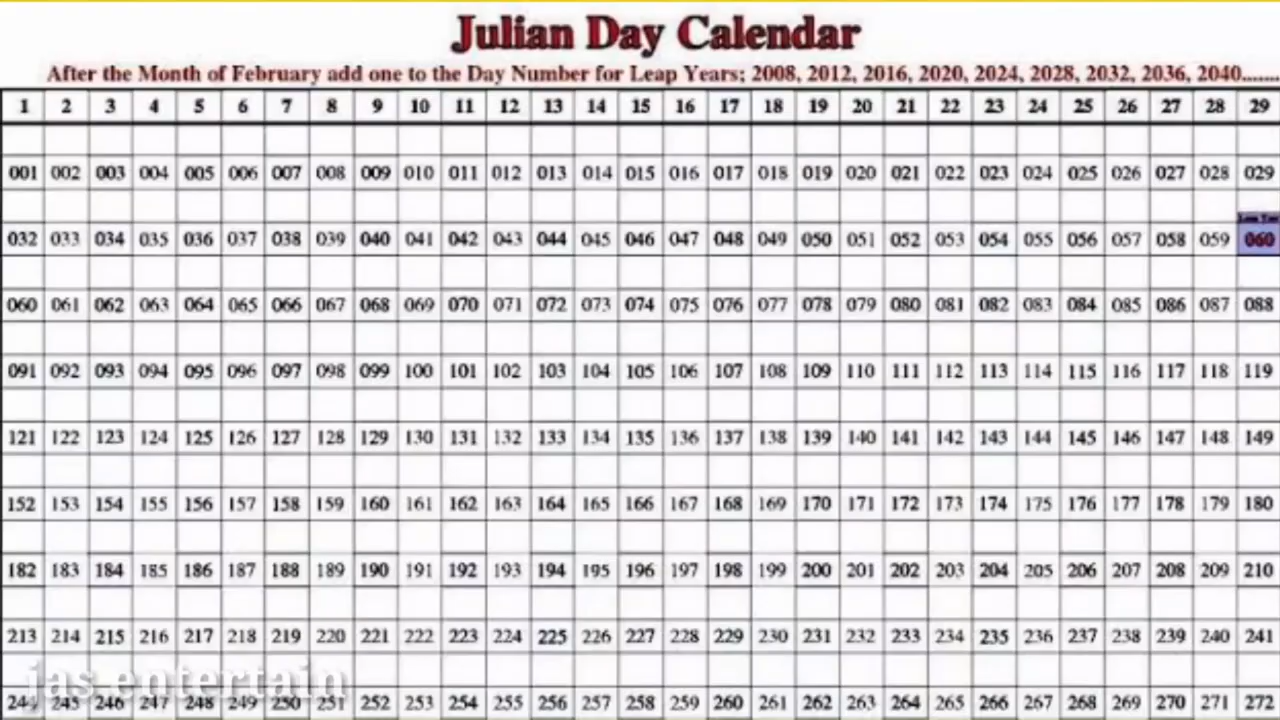 Julian Day Calendar
After the Month of February add one to the Day Number for Leap Years: 2008, 2012, 2016, 2020, 2024, 2028, 2032, 2036, 2040.......
1 2 3 4 5 6 7 8 9 10 11 12 13 14 15 16 17 18 19 20 21 22 23 24 25 26 27 28 29
001 002 003 004 005 006 007 008 009 010 011 012 013 014 015 016 017 018 019 020 021 022 023 024 025 026 027 028 029
Leap Year
032 033 034 035 036 037 038 039 040 041 042 043 044 045 046 047 048 049 050 051 052 053 054 055 056 057 058 059 060
060 061 062 063 064 065 066 067 068 069 070 071 072 073 074 075 076 077 078 079 080 081 082 083 084 085 086 087 088
091 092 093 094 095 096 097 098 099 100 101 102 103 104 105 106 107 108 109 110 111 112 113 114 115 116 117 118 119
121 122 123 124 125 126 127 128 129 130 131 132 133 134 135 136 137 138 139 140 141 142 143 144 145 146 147 148 149
152 153 154 155 156 157 158 159 160 161 162 163 164 165 166 167 168 169 170 171 172 173 174 175 176 177 178 179 180
182 183 184 185 186 187 188 189 190 191 192 193 194 195 196 197 198 199 200 201 202 203 204 205 206 207 208 209 210
213 214 215 216 217 218 219 220 221 222 223 224 225 226 227 228 229 230 231 232 233 234 235 236 237 238 239 240 241
jas entertain
244 245 246 247 248 249 250 251 252 253 254 255 256 257 258 259 260 261 262 263 264 265 266 267 268 269 270 271 272